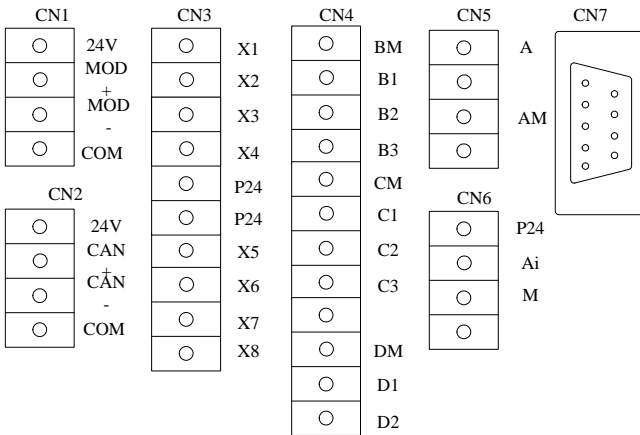 CN1
24V
MOD
+
MOD
-
COM
CN2
24V
CAN
+
CAN
-
COM
CN3
X1
X2
X3
X4
P24
P24
X5
X6
X7
X8
CN4
BM
B1
B2
B3
CM
C1
C2
C3
DM
D1
D2
CN5
A
AM
CN6
P24
Ai
M
CN7